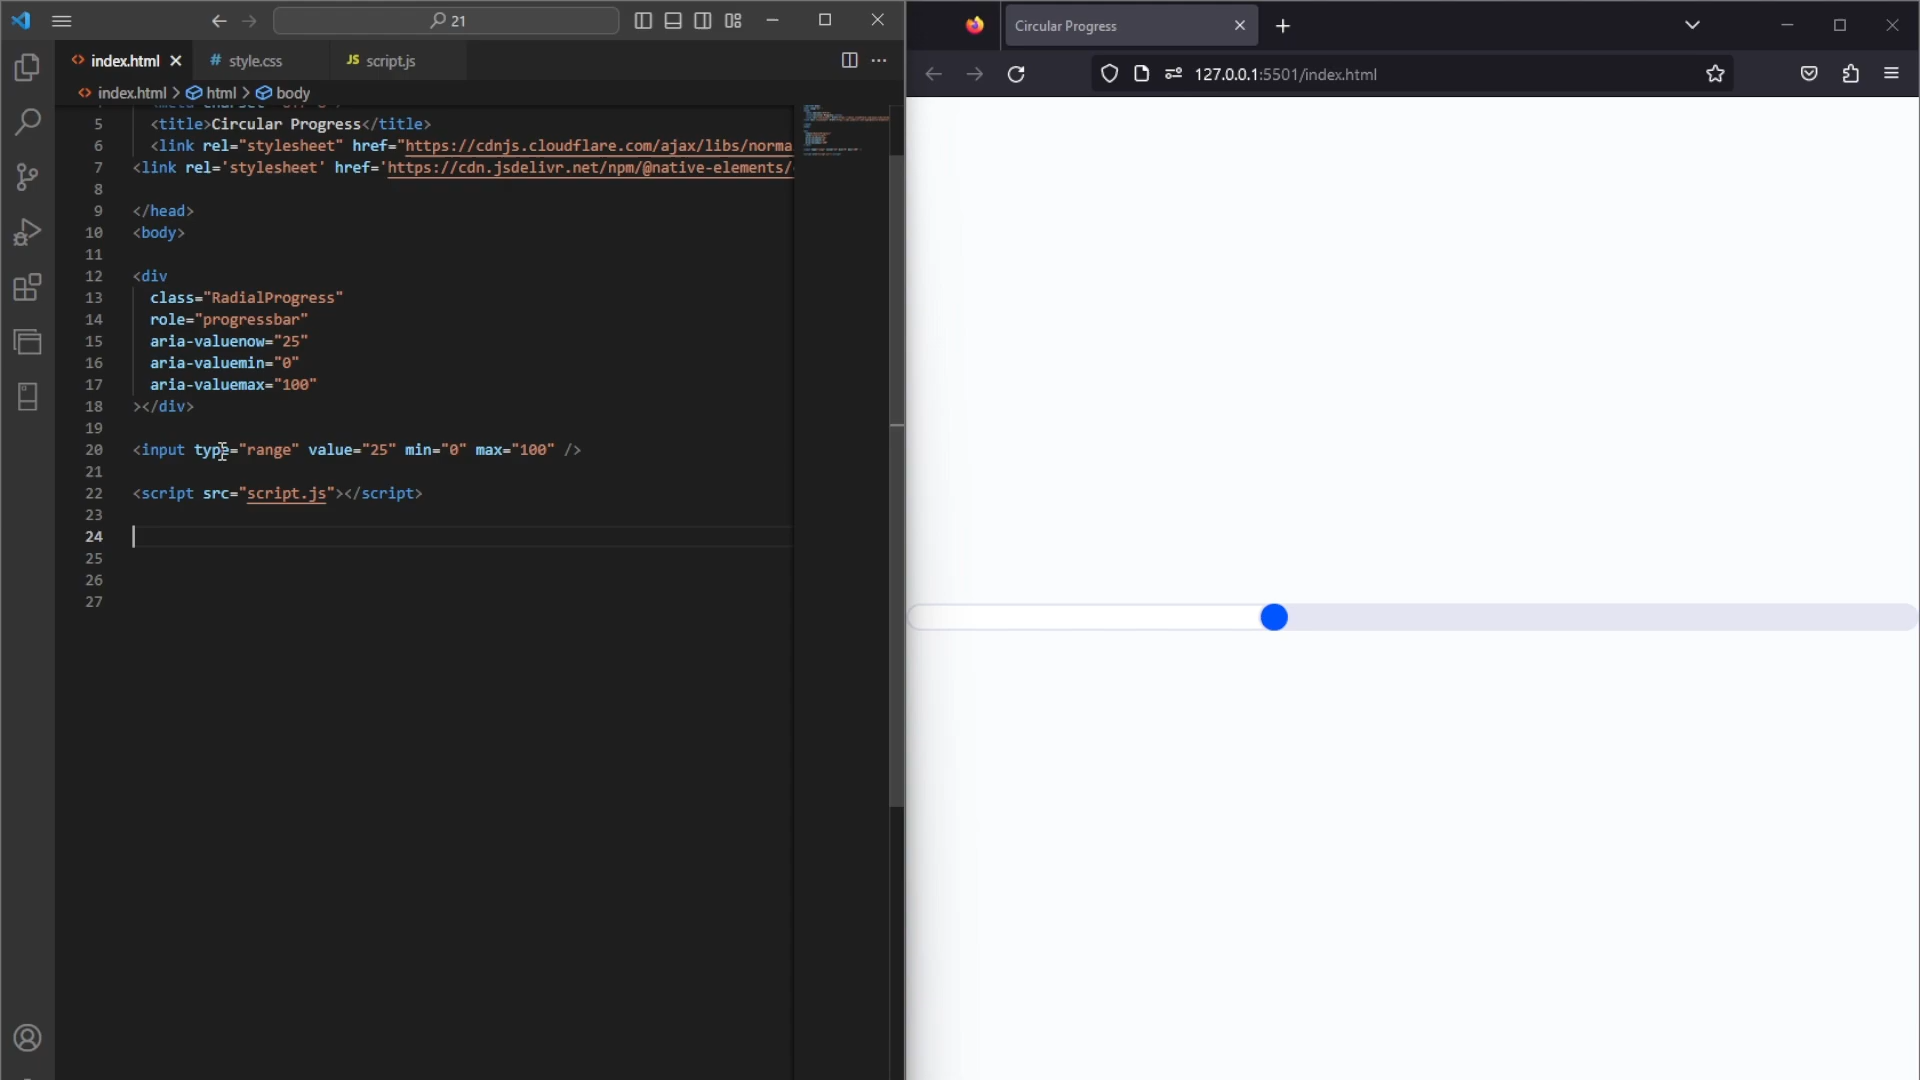 21
index.html
style.css
JS script.js
index.html > html > body
5 <title>Circular Progress</title>
6 <link rel="stylesheet" href="https://cdnjs.cloudflare.com/ajax/libs/norma
7 <link rel='stylesheet' href='https://cdn.jsdelivr.net/npm/@native-elements/
8
9 </head>
10 <body>
11
12 <div
13 class="RadialProgress"
14 role="progressbar"
15 aria-valuenow="25"
16 aria-valuemin="0"
17 aria-valuemax="100"
18 ></div>
19
20 <input type="range" value="25" min="0" max="100" />
21
22 <script src="script.js"></script>
23
24
25
26
27
Circular Progress
127.0.0.1:5501/index.html